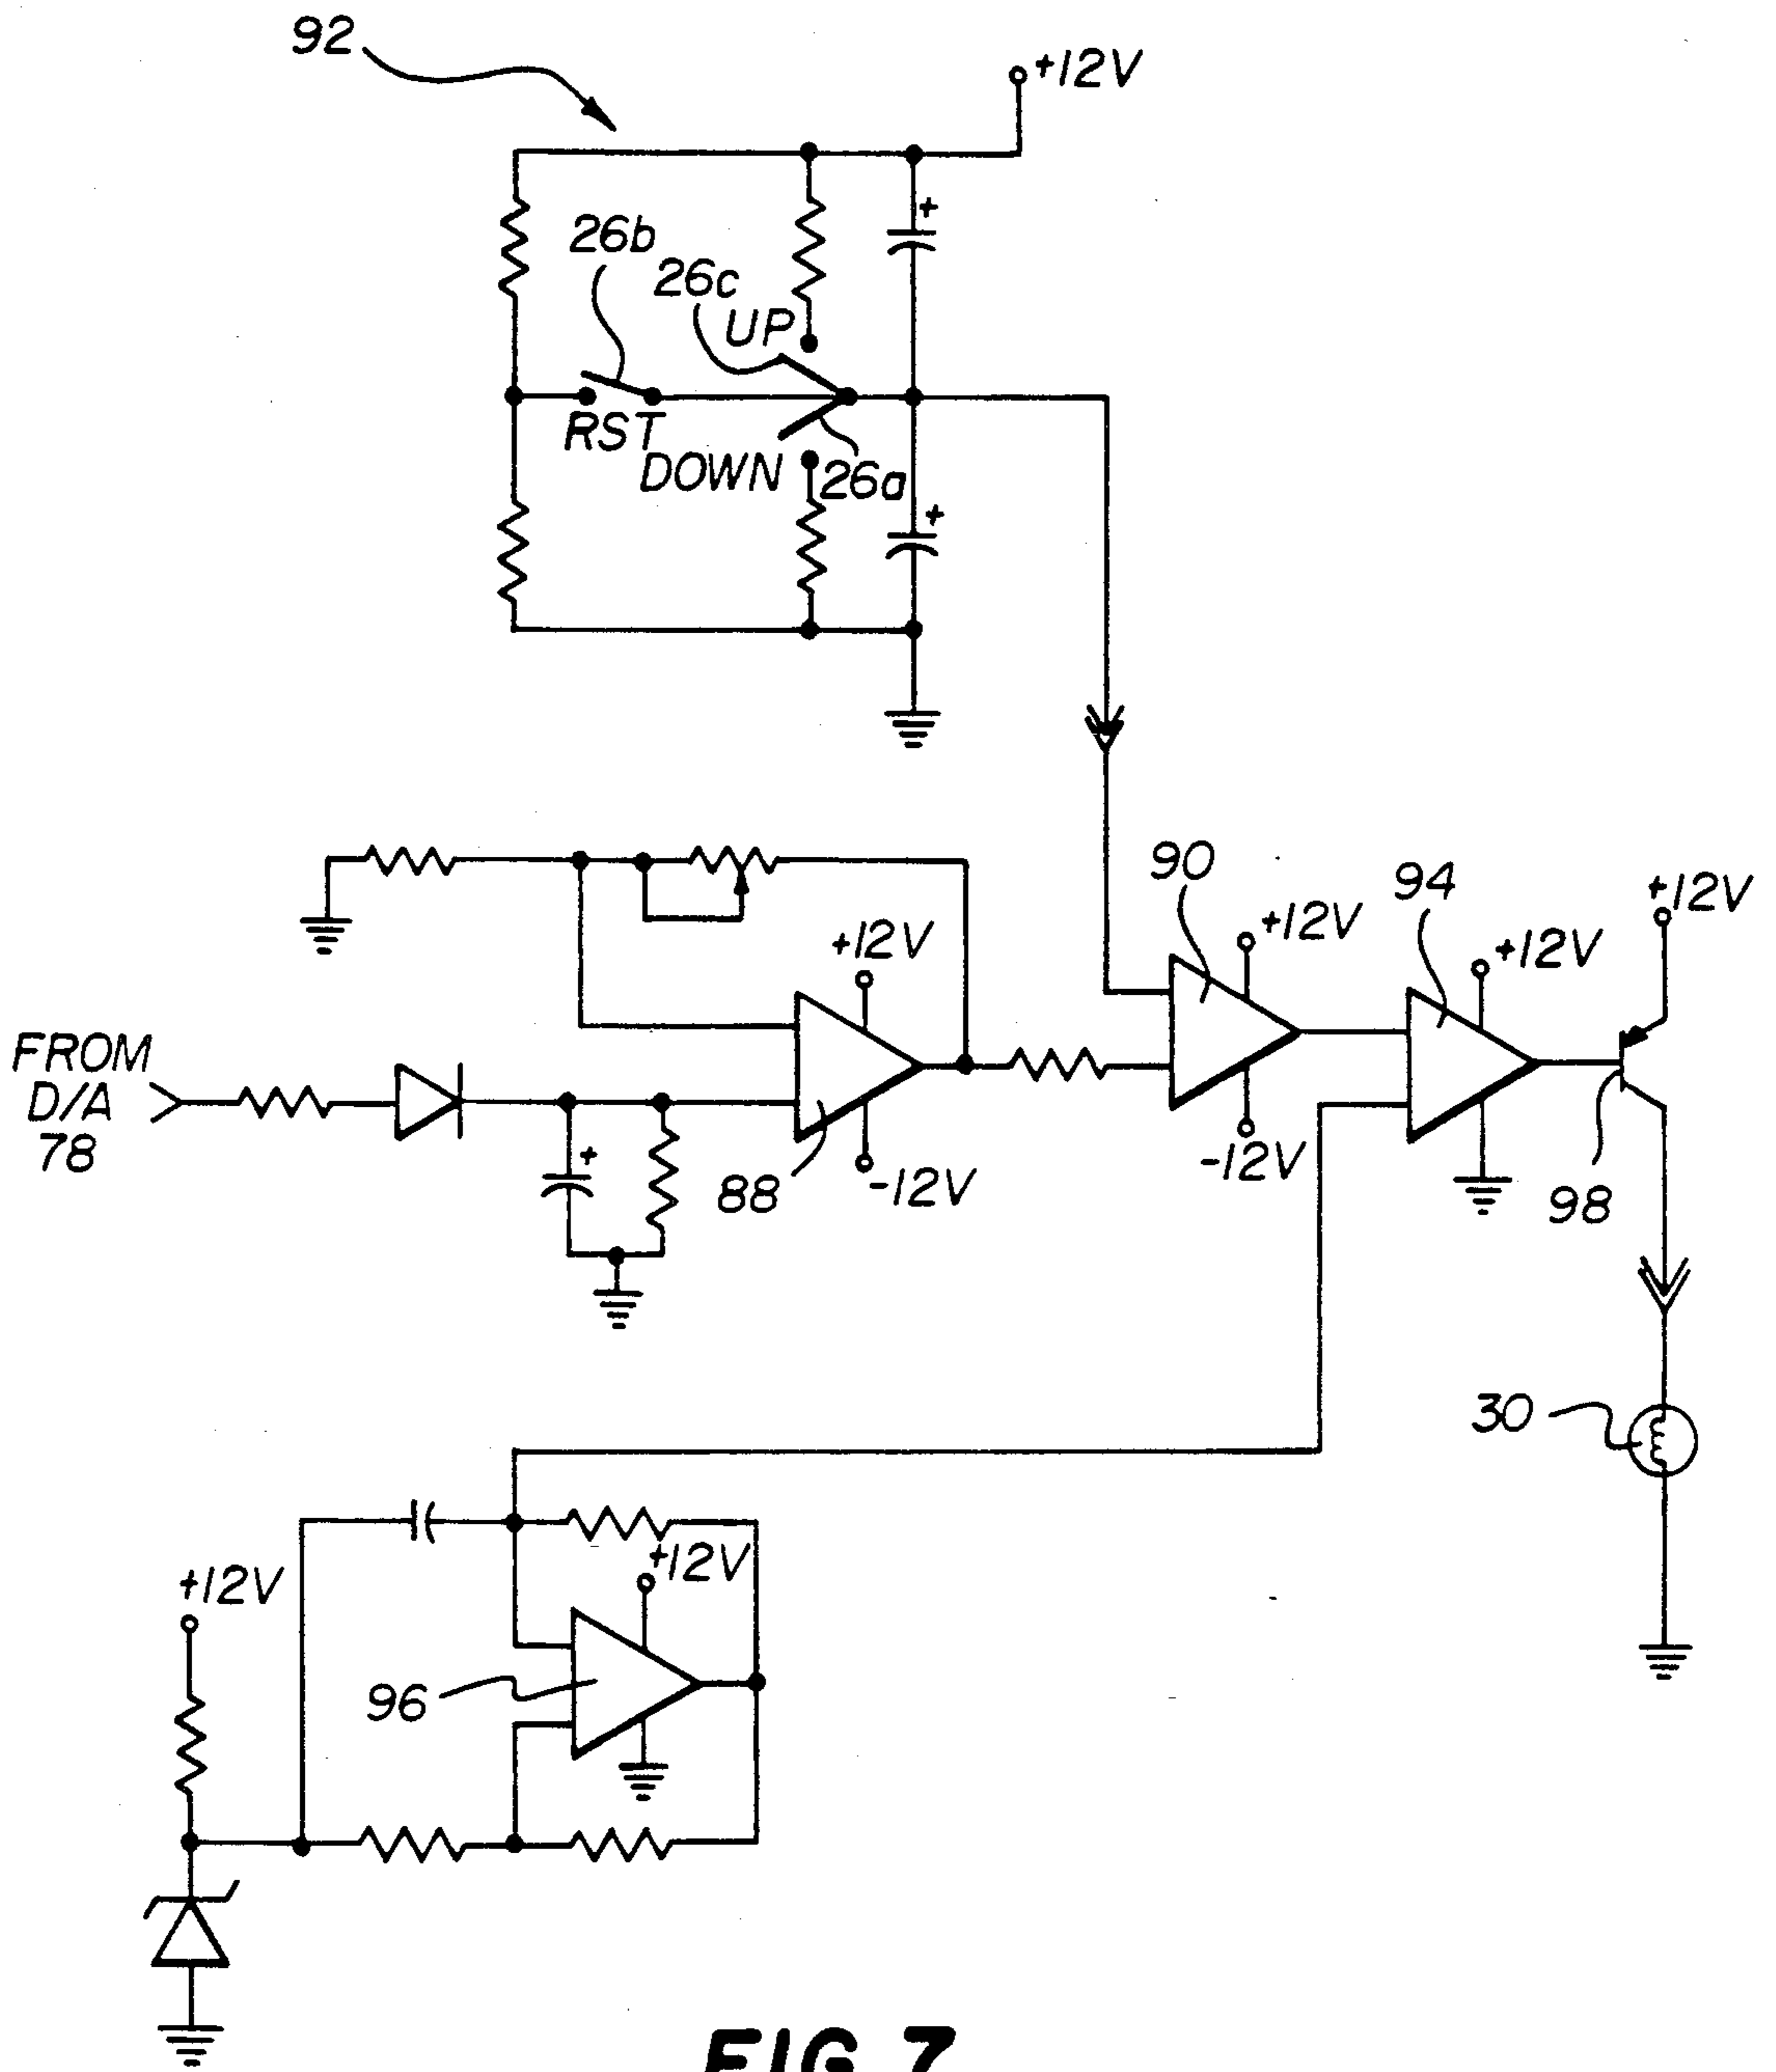 92
+12V
+
26b
26c
UP
RST
DOWN
26a
+
90
94
+12V
+12V
+12V
+12V
FROM
D/A
78
+
88
-12V
-12V
98
30
+12V
+12V
96
FIG. 7